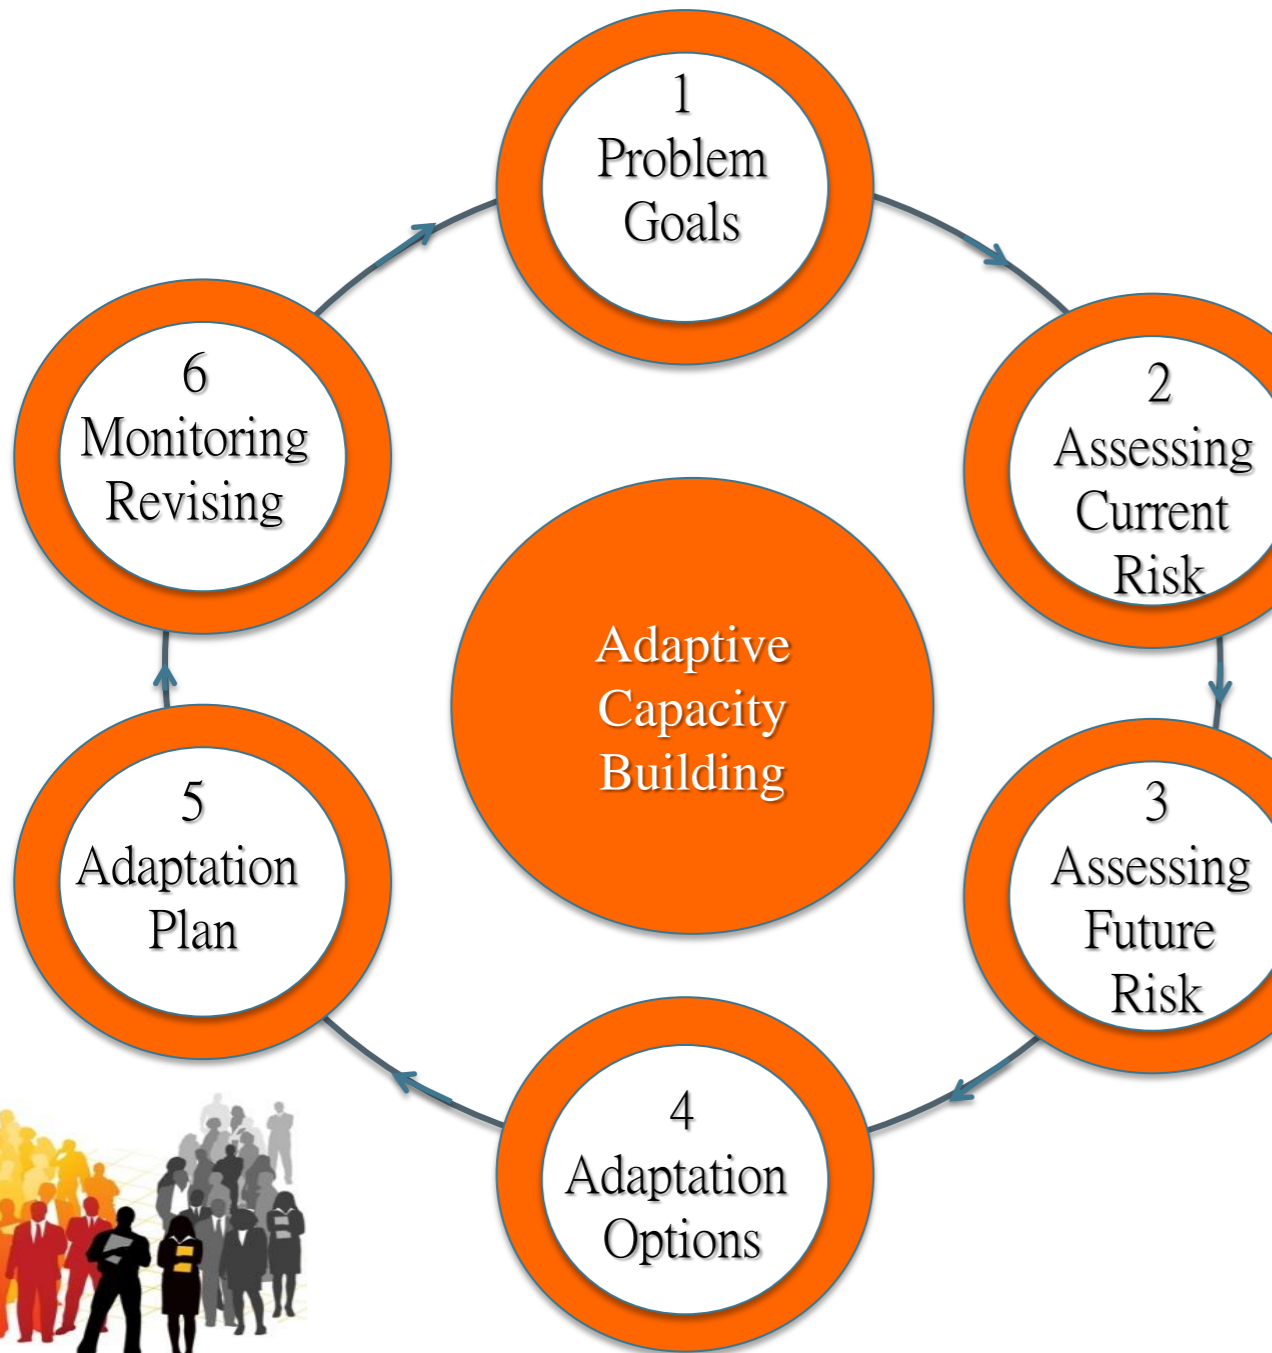 1
Problem
Goals
2
Assessing
Current
Risk
3
Assessing
Future
Risk
4
Adaptation
Options
5
Adaptation
Plan
6
Monitoring
Revising
Adaptive
Capacity
Building